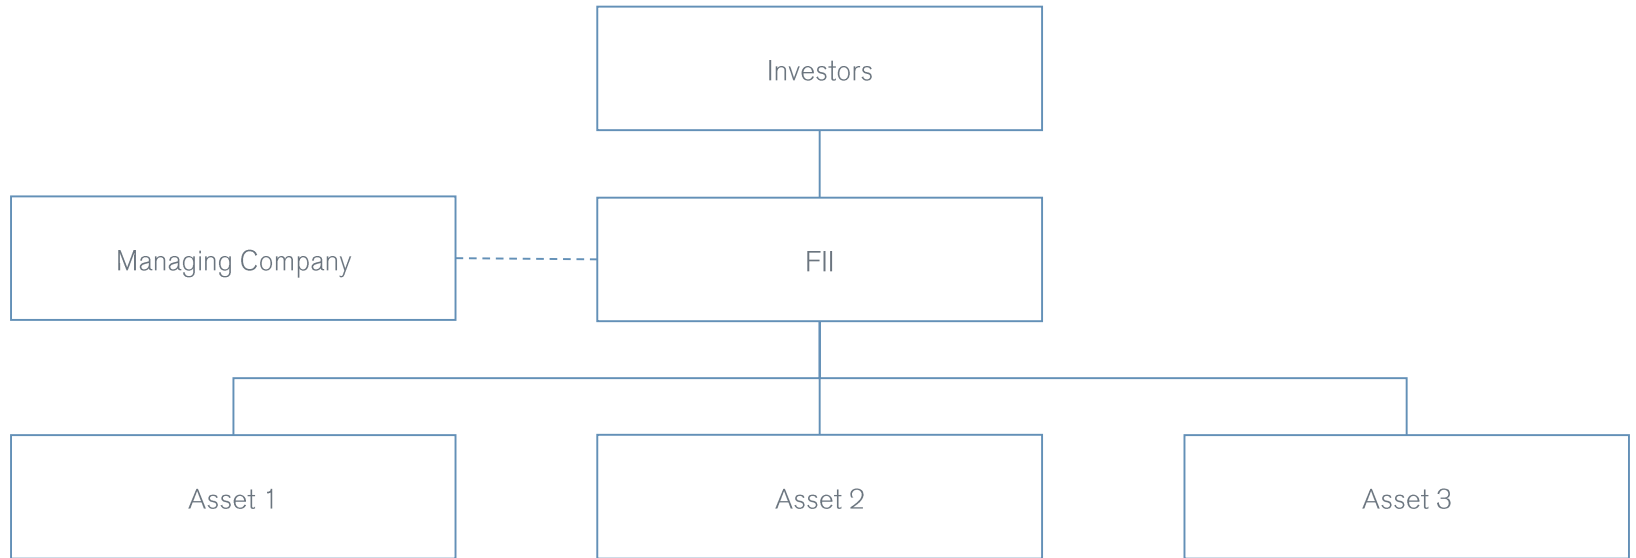 Investors
Managing Company
FII
Asset 1
Asset 2
Asset 3